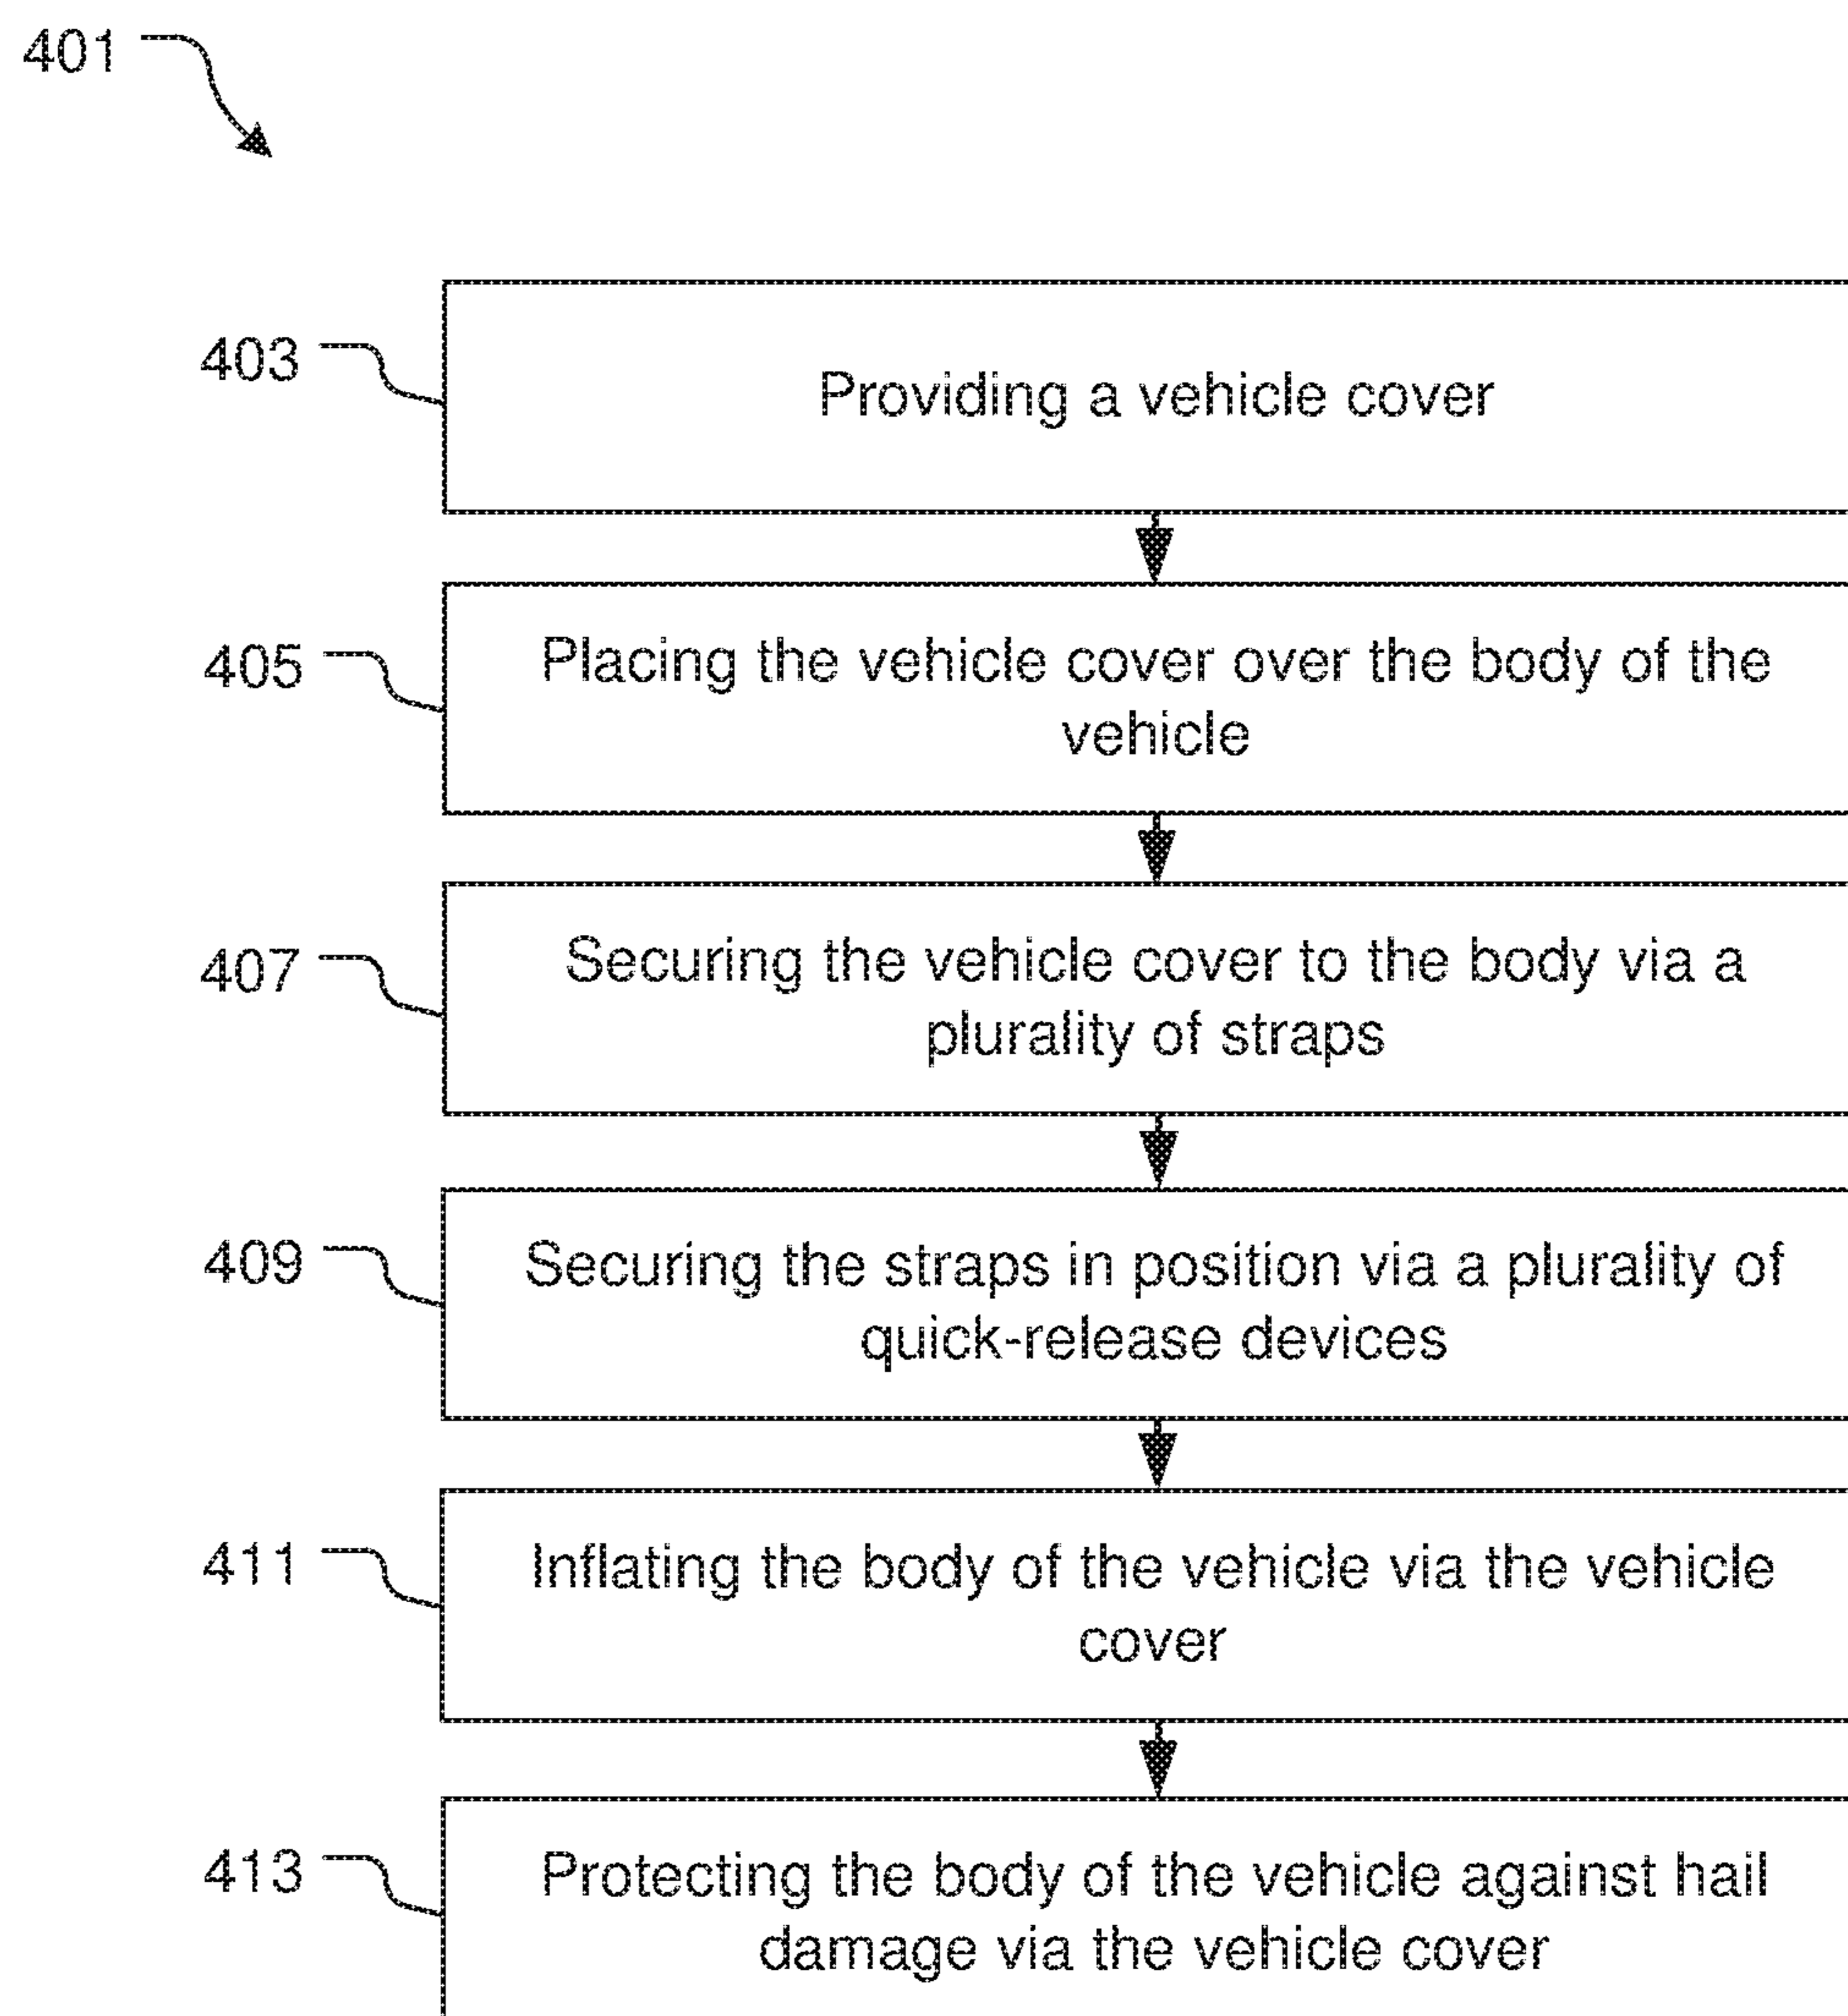 401
403
Providing a vehicle cover
405
Placing the vehicle cover over the body of the
vehicle
407
Securing the vehicle cover to the body via a
plurality of straps
409
Securing the straps in position via a plurality of
quick-release devices
411
Inflating the body of the vehicle via the vehicle
cover
413
Protecting the body of the vehicle against hail
damage via the vehicle cover